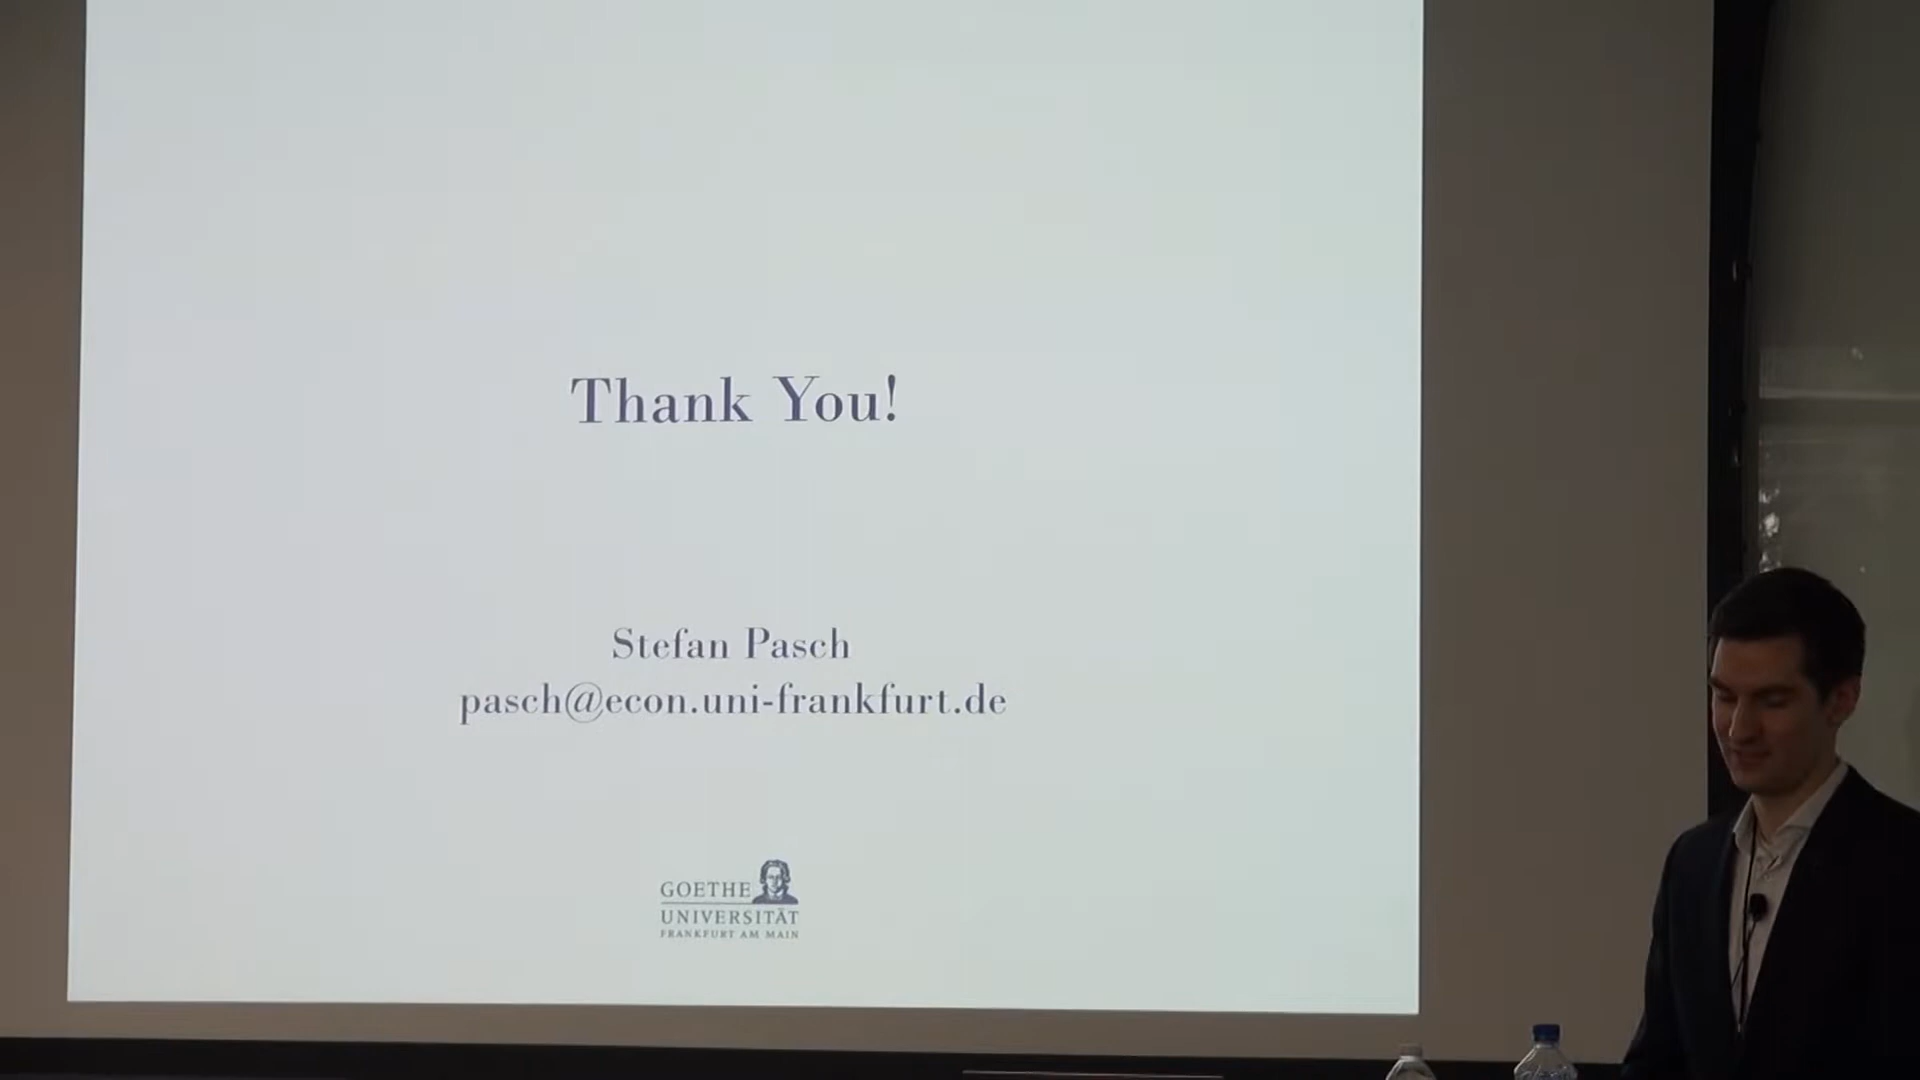 Thank You!
Stefan Pasch
pasch@econ.uni-frankfurt.de
GOETHE
UNIVERSITÄT
FRANKFURT AM MAIN